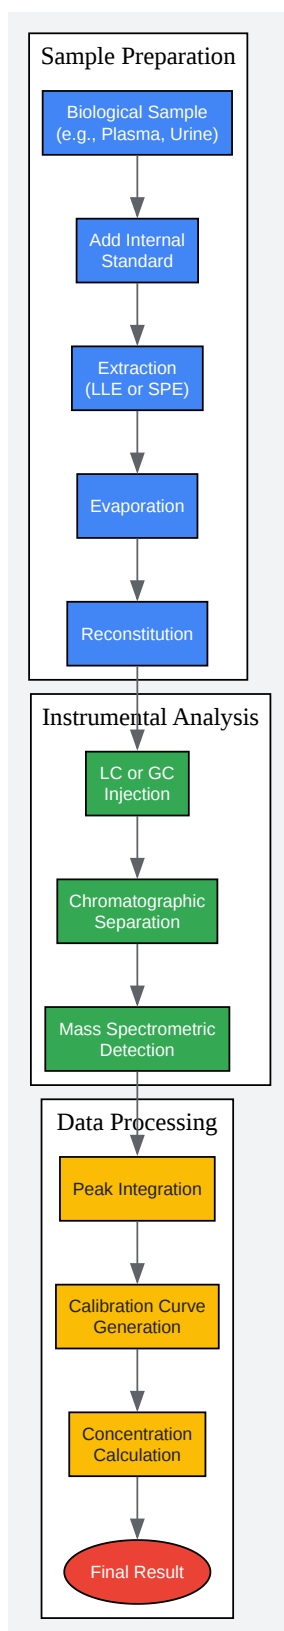 Sample Preparation
Biological Sample
(e.g., Plasma, Urine)
Add Internal
Standard
Extraction
(LLE or SPE)
Evaporation
Reconstitution
Instrumental Analysis
LC or GC
Injection
Chromatographic
Separation
Mass Spectrometric
Detection
Data Processing
Peak Integration
Calibration Curve
Generation
Concentration
Calculation
Final Result